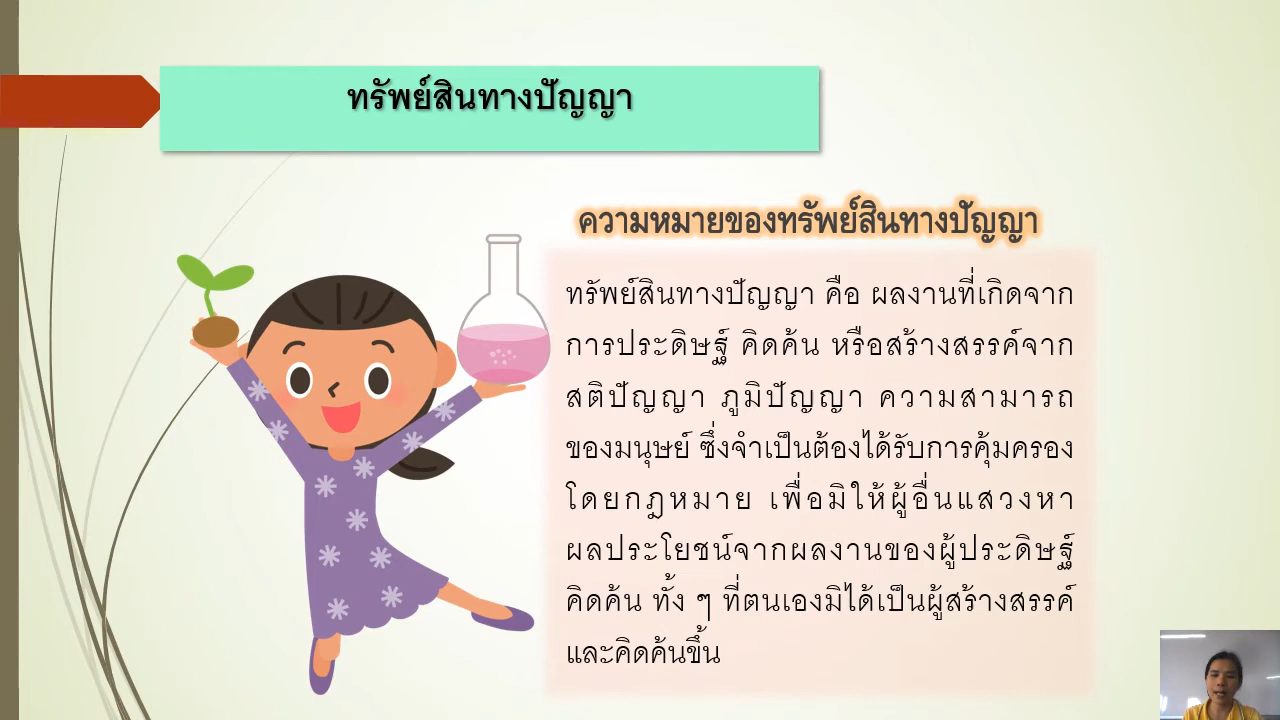 ทรัพย์สินทางปัญญา
ความหมายของทรัพย์สินทางปัญญา
ทรัพย์สินทางปัญญา คือ ผลงานที่เกิดจาก
การประดิษฐ์ คิดค้น หรือสร้างสรรค์จาก
สติปัญญา ภูมิปัญญา ความสามารถ
ของมนุษย์ ซึ่งจำเป็นต้องได้รับการคุ้มครอง
โดยกฎหมาย เพื่อมิให้ผู้อื่นแสวงหา
ผลประโยชน์จากผลงานของผู้ประดิษฐ์
คิดค้น ทั้ง ๆ ที่ตนเองมิได้เป็นผู้สร้างสรรค์
และคิดค้นขึ้น